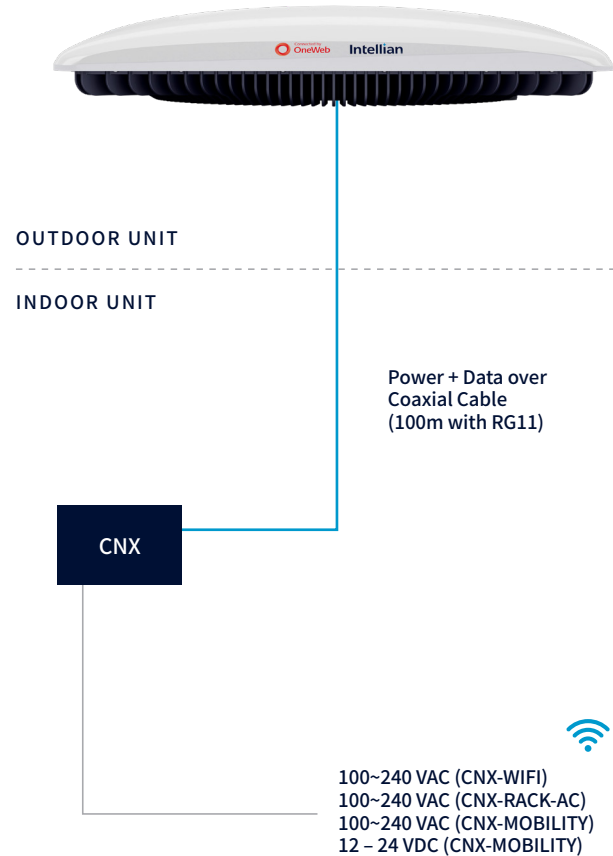 OneWeb Intellian
OUTDOOR UNIT
INDOOR UNIT
Power + Data over
Coaxial Cable
(100m with RG11)
CNX
100~240 VAC (CNX-WIFI)
100~240 VAC (CNX-RACK-AC)
100~240 VAC (CNX-MOBILITY)
12 – 24 VDC (CNX-MOBILITY)